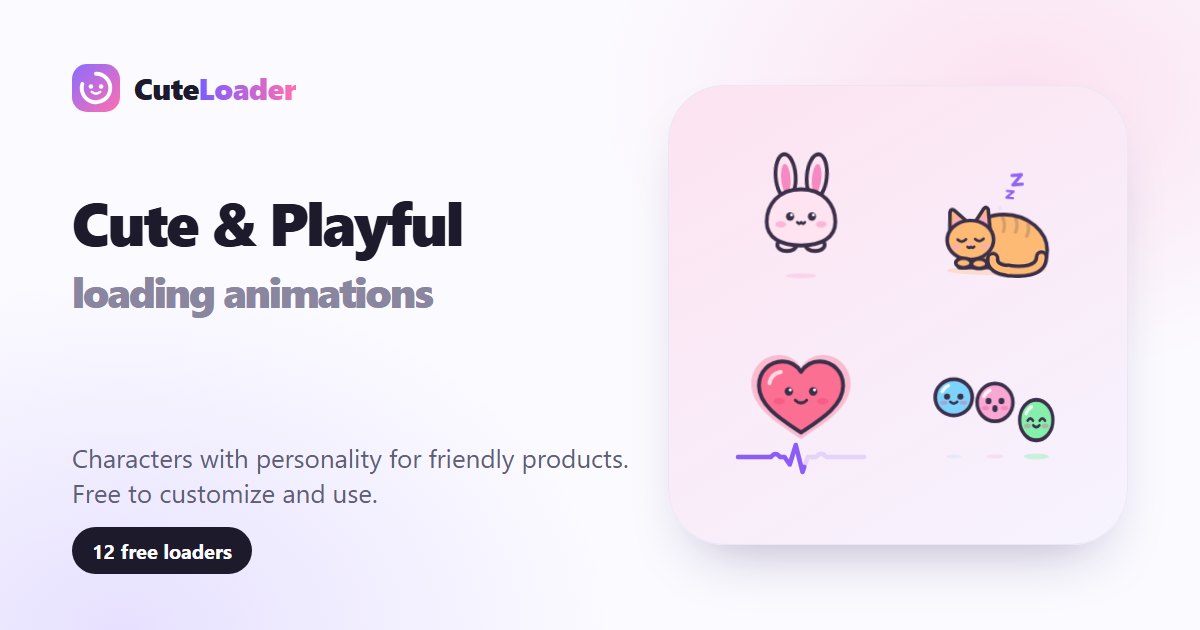 CuteLoader
Cute & Playful
loading animations
Characters with personality for friendly products.
Free to customize and use.
12 free loaders
z
z